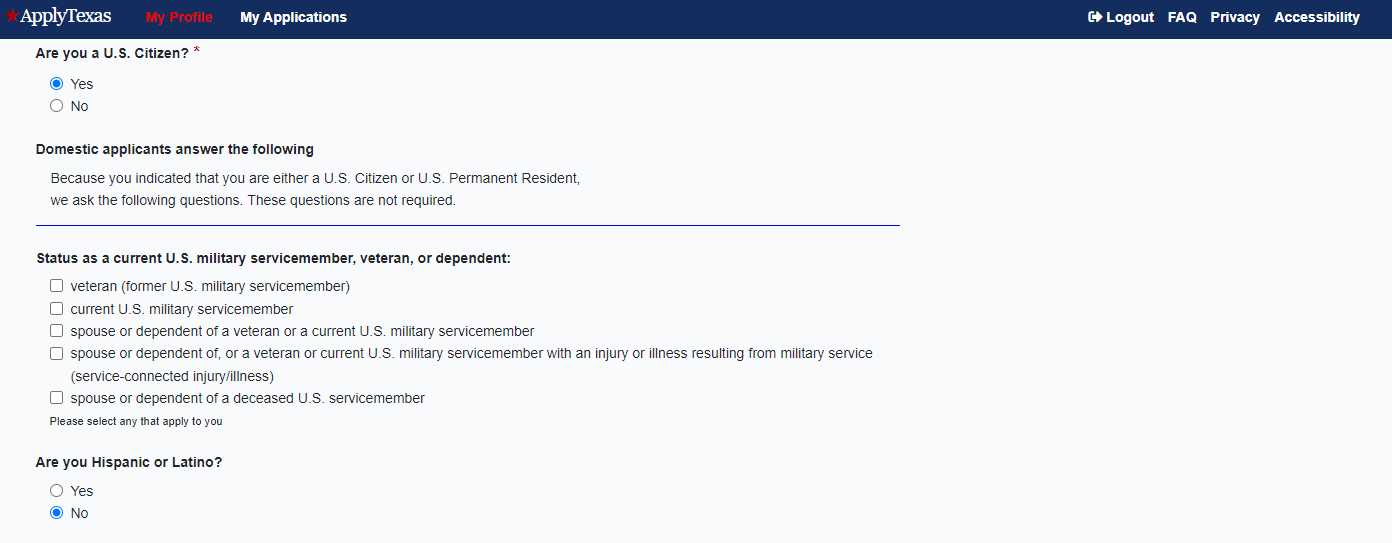 ApplyTexas My Profile My Applications Logout FAQ Privacy Accessibility
Are you a U.S. Citizen? *
Yes
No
Domestic applicants answer the following
Because you indicated that you are either a U.S. Citizen or U.S. Permanent Resident,
we ask the following questions. These questions are not required.
Status as a current U.S. military servicemember, veteran, or dependent:
veteran (former U.S. military servicemember)
current U.S. military servicemember
spouse or dependent of a veteran or a current U.S. military servicemember
spouse or dependent of, or a veteran or current U.S. military servicemember with an injury or illness resulting from military service
(service-connected injury/illness)
spouse or dependent of a deceased U.S. servicemember
Please select any that apply to you
Are you Hispanic or Latino?
Yes
No